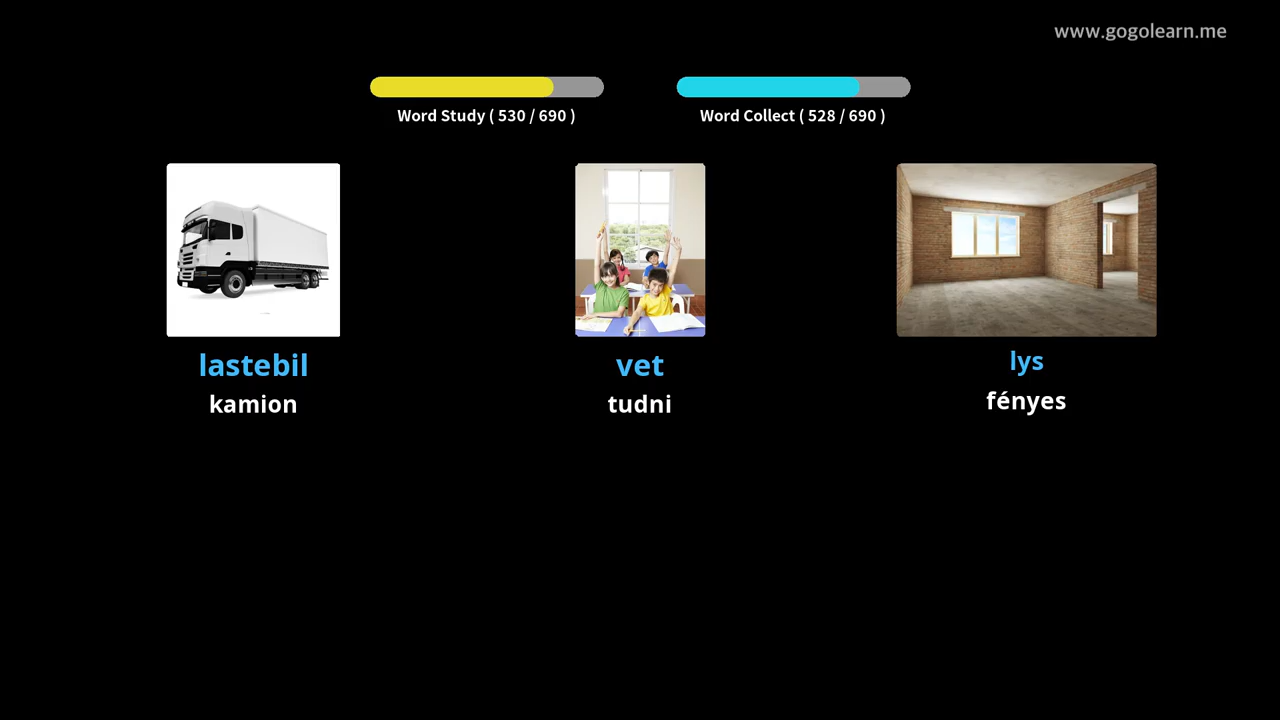 www.gogolearn.me
Word Study ( 530 / 690 )
Word Collect ( 528 / 690 )
lastebil
kamion
vet
tudni
lys
fényes